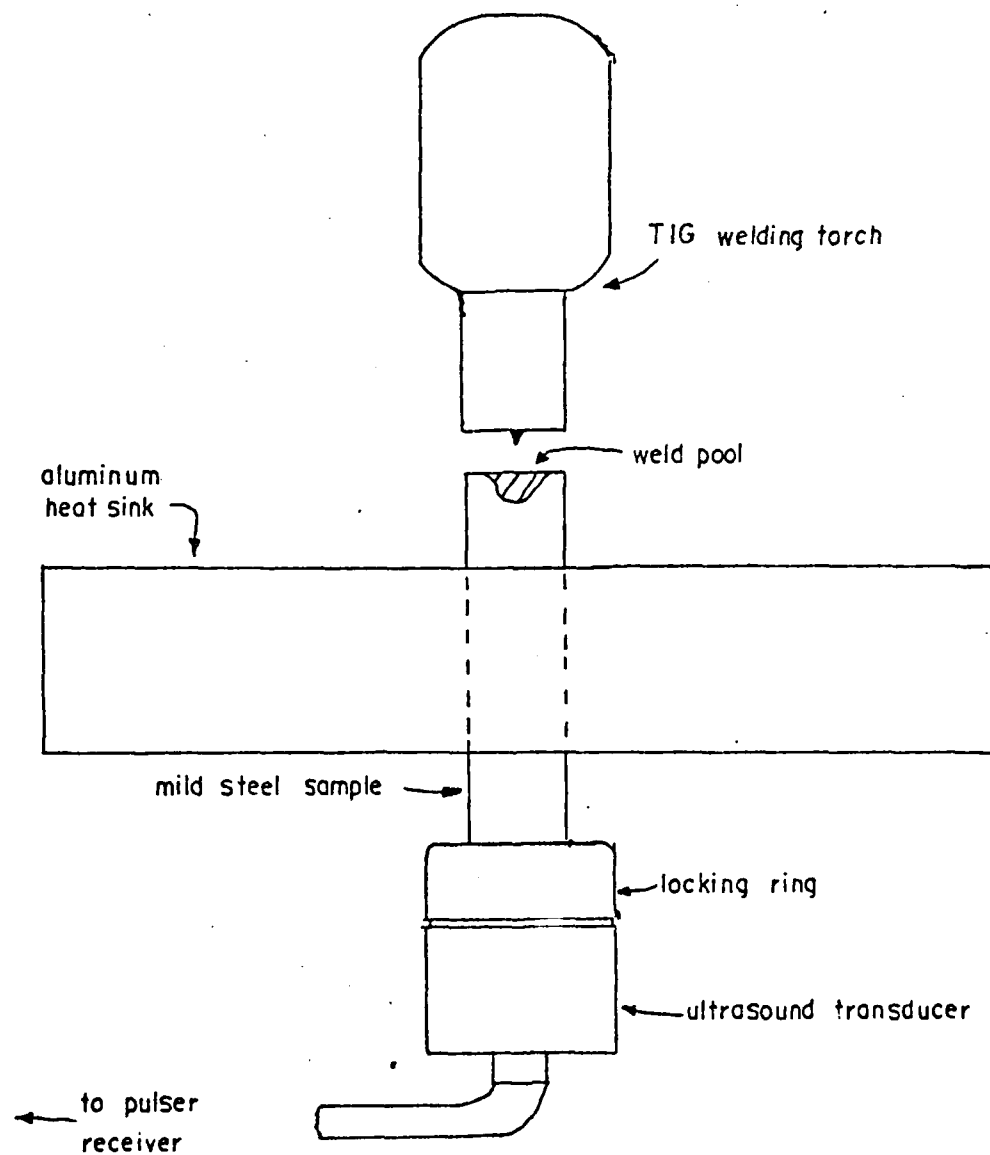 TIG welding torch
weld pool
aluminum
heat sink
mild steel sample
locking ring
ultrasound transducer
to pulser
receiver